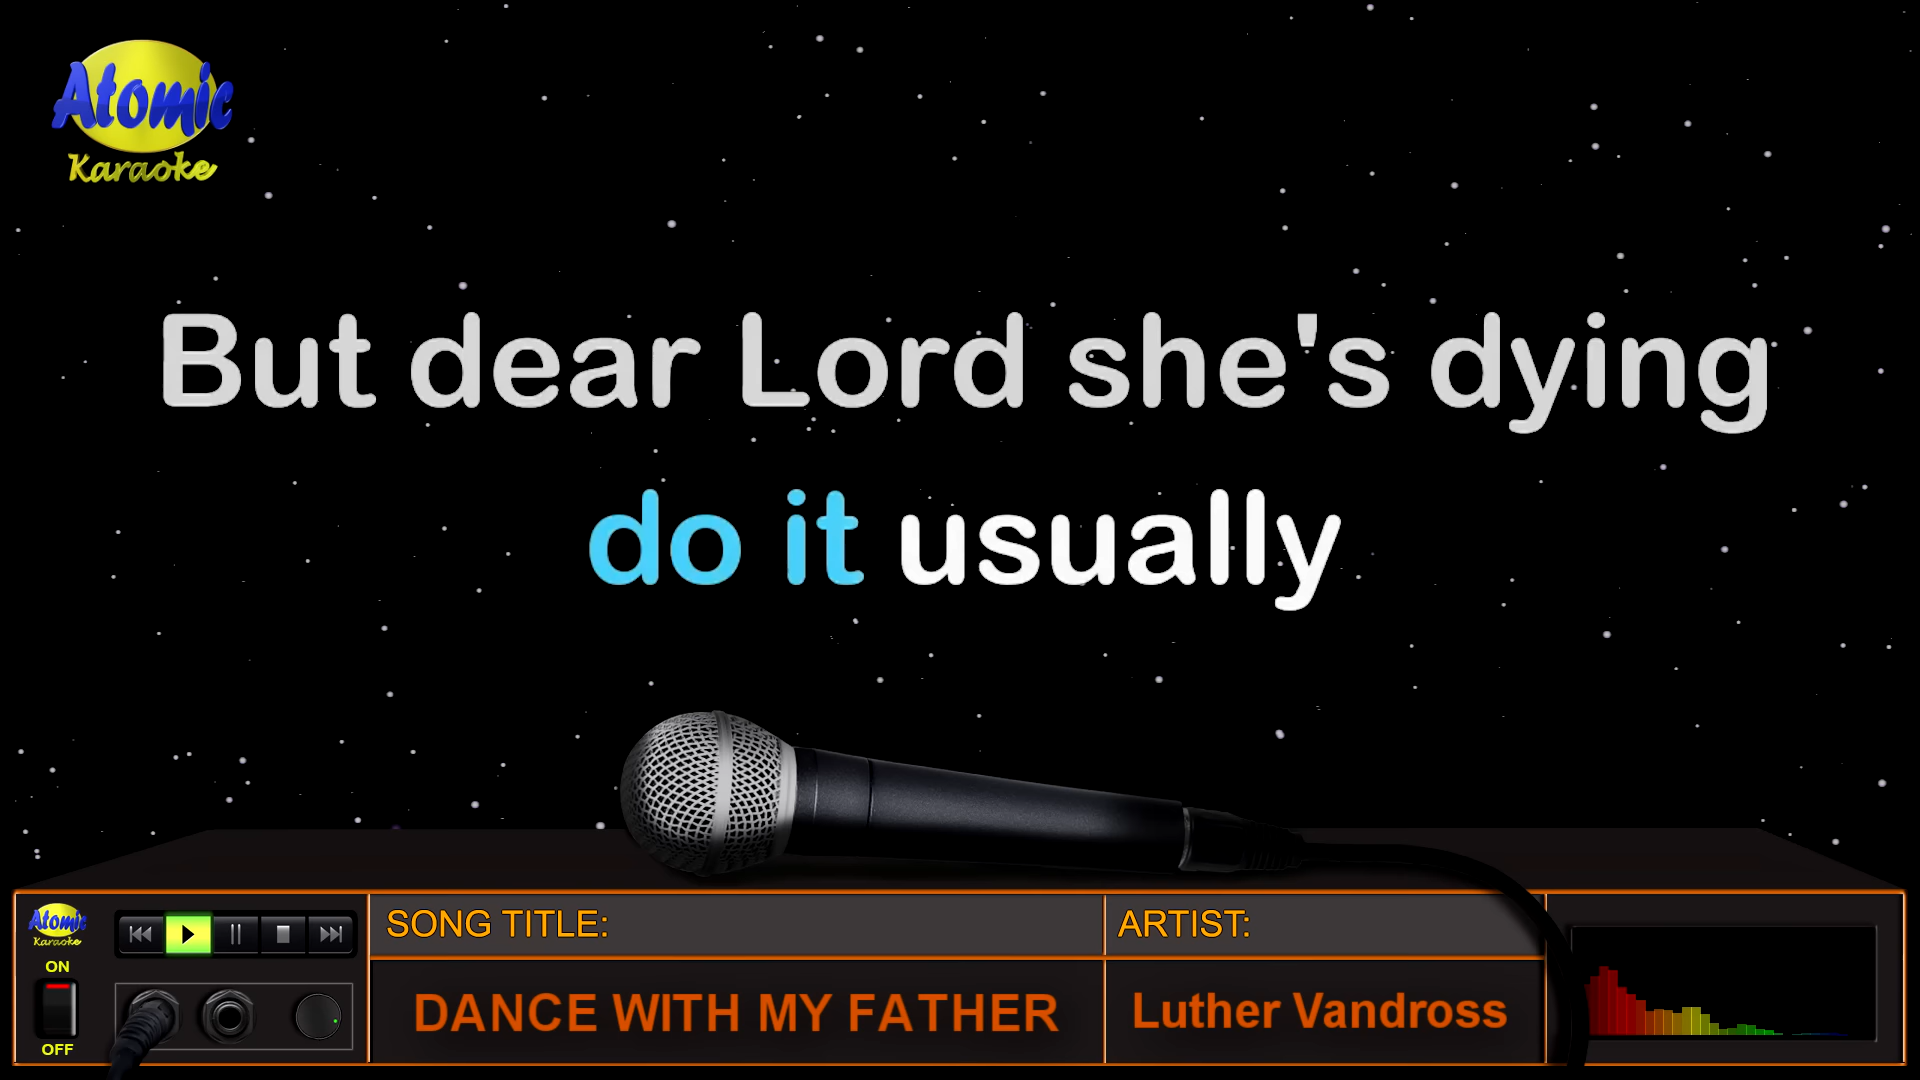 Atomic
Karaoke
But dear Lord she's dying
do it usually
Atomic
Karaoke
ON
OFF
SONG TITLE:
DANCE WITH MY FATHER
ARTIST:
Luther Vandross